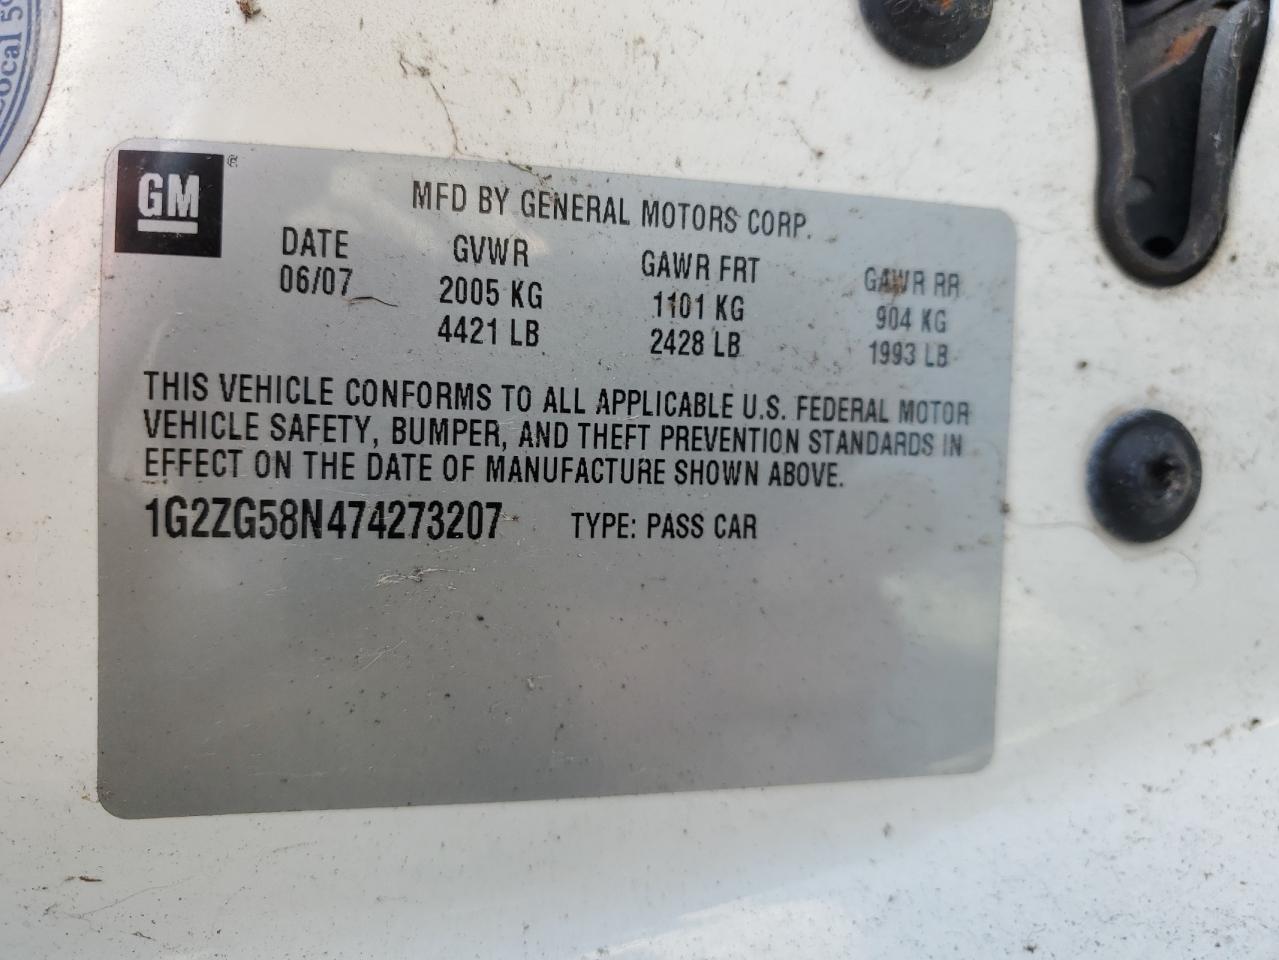 Local 5
GM
®
MFD BY GENERAL MOTORS CORP.
DATE GVWR GAWR FRT GAWR RR
06/07 2005 KG 1101 KG 904 KG
4421 LB 2428 LB 1993 LB
THIS VEHICLE CONFORMS TO ALL APPLICABLE U.S. FEDERAL MOTOR
VEHICLE SAFETY, BUMPER, AND THEFT PREVENTION STANDARDS IN
EFFECT ON THE DATE OF MANUFACTURE SHOWN ABOVE.
1G2ZG58N474273207 TYPE: PASS CAR